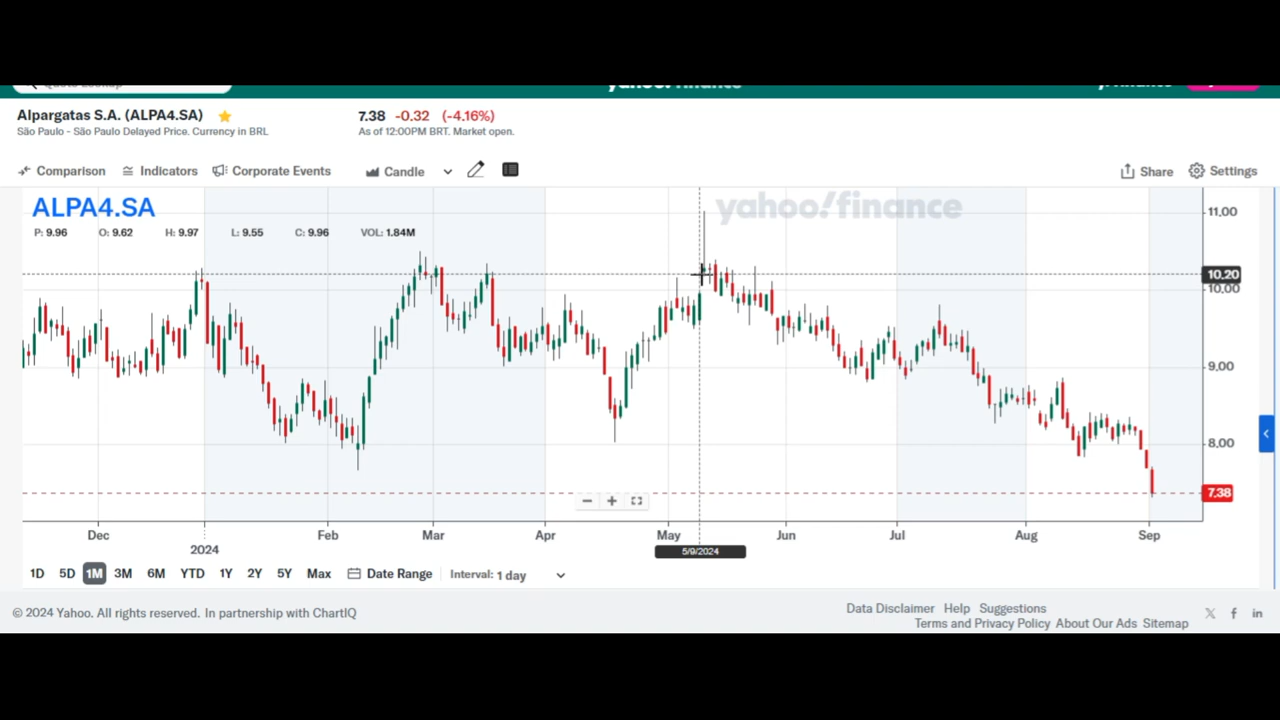 Alpargatas S.A. (ALPA4.SA) 7.38 -0.32 (-4.16%)
São Paulo - São Paulo Delayed Price. Currency in BRL As of 12:00PM BRT. Market open.
Comparison Indicators Corporate Events Candle Share Settings
ALPA4.SA
yahoo!finance
11.00
P: 9.96 O: 9.62 H: 9.97 L: 9.55 C: 9.96 VOL: 1.84M
10.20
10.00
9.00
8.00
7.38
Dec 2024 Feb Mar Apr May Jun Jul Aug Sep
5/9/2024
1D 5D 1M 3M 6M YTD 1Y 2Y 5Y Max Date Range Interval: 1 day
© 2024 Yahoo. All rights reserved. In partnership with ChartIQ
Data Disclaimer Help Suggestions
Terms and Privacy Policy About Our Ads Sitemap